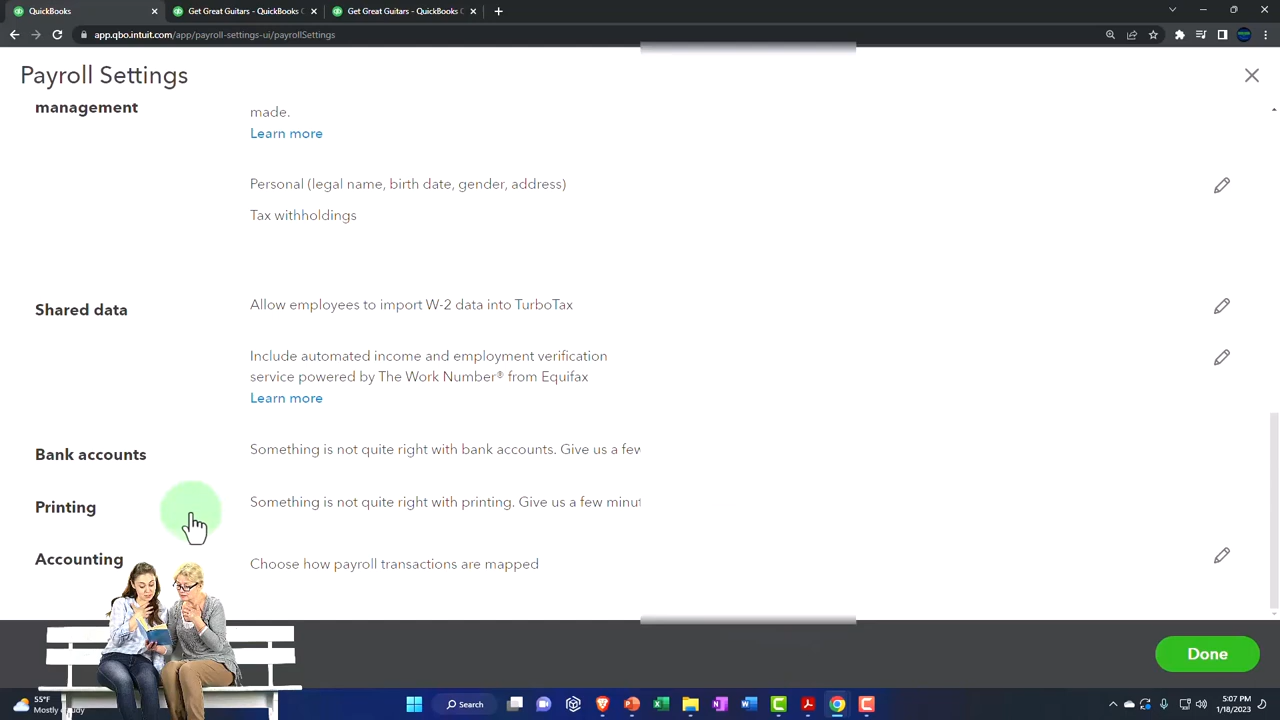 QuickBooks
Get Great Guitars - QuickBooks
Get Great Guitars - QuickBooks
app.qbo.intuit.com/app/payroll-settings-ui/payrollSettings
Payroll Settings
management
made.
Learn more
Personal (legal name, birth date, gender, address)
Tax withholdings
Shared data
Allow employees to import W-2 data into TurboTax
Include automated income and employment verification
service powered by The Work Number® from Equifax
Learn more
Bank accounts
Something is not quite right with bank accounts. Give us a few
Printing
Something is not quite right with printing. Give us a few
Accounting
Choose how payroll transactions are mapped
Done
55°F
Mostly cloudy
Search
5:07 PM
1/18/2023